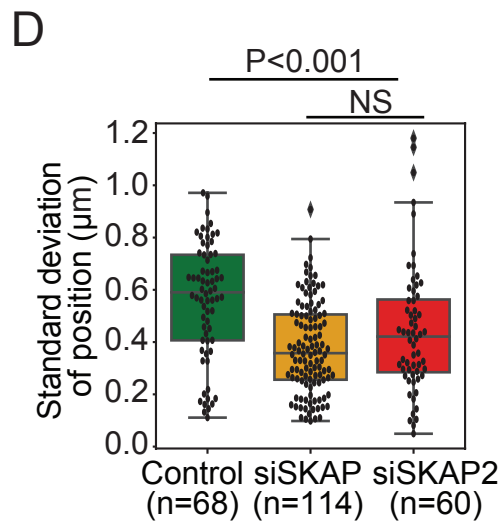 D
P<0.001
NS
Standard deviation
of position (μm)
1.2
1.0
0.8
0.6
0.4
0.2
0.0
Control siSKAP siSKAP2
(n=68) (n=114) (n=60)